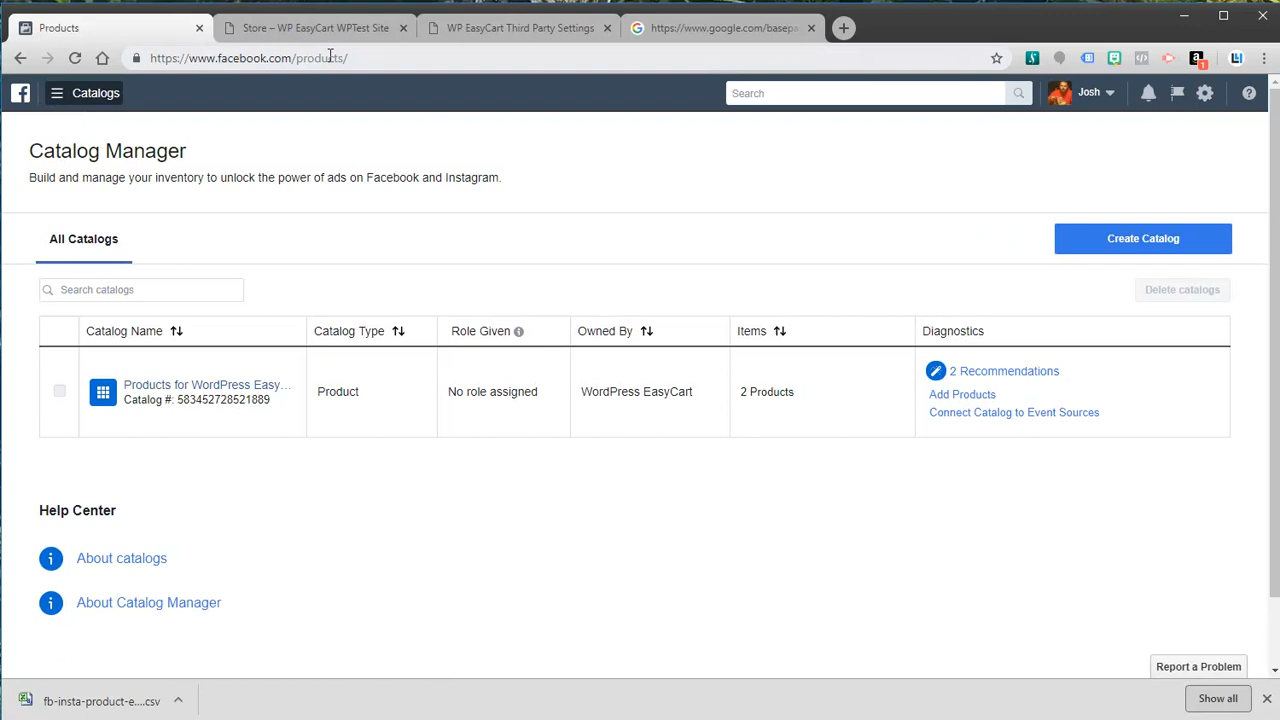 Products
Store – WP EasyCart WPTest Site
WP EasyCart Third Party Settings
https://www.google.com/basepa
https://www.facebook.com/products/
Catalogs
Search
Josh
Catalog Manager
Build and manage your inventory to unlock the power of ads on Facebook and Instagram.
All Catalogs
Create Catalog
Search catalogs
Delete catalogs
Catalog Name
Catalog Type
Role Given
Owned By
Items
Diagnostics
Products for WordPress Easy...
Catalog #: 583452728521889
Product
No role assigned
WordPress EasyCart
2 Products
2 Recommendations
Add Products
Connect Catalog to Event Sources
Help Center
About catalogs
About Catalog Manager
Report a Problem
fb-insta-product-e....csv
Show all